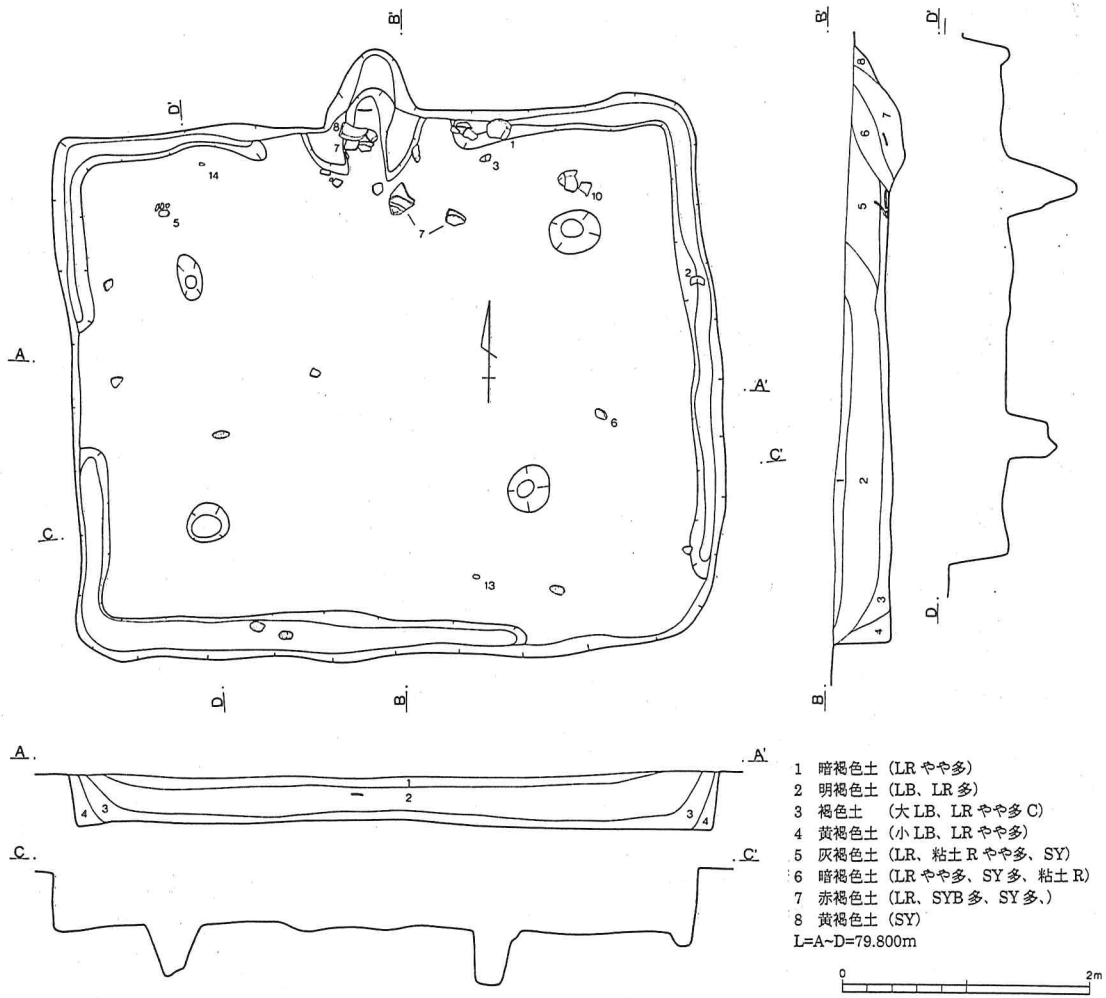 B'
D'
8
7
1
3
14
10
5
7
2
A
A'
6
C'
C
13
D
B
B'
D'
8
7
6
5
1
2
3
4
B
D
A
A'
1
2
4
3
3
4
C
C'
1 暗褐色土 (LR やや多)
2 明褐色土 (LB、LR 多)
3 褐色土 (大 LB、LR やや多 C)
4 黄褐色土 (小 LB、LR やや多)
5 灰褐色土 (LR、粘土 R やや多、SY)
6 暗褐色土 (LR やや多、SY 多、粘土 R)
7 赤褐色土 (LR、SYB 多、SY 多、)
8 黄褐色土 (SY)
L=A~D=79.800m
0 2m